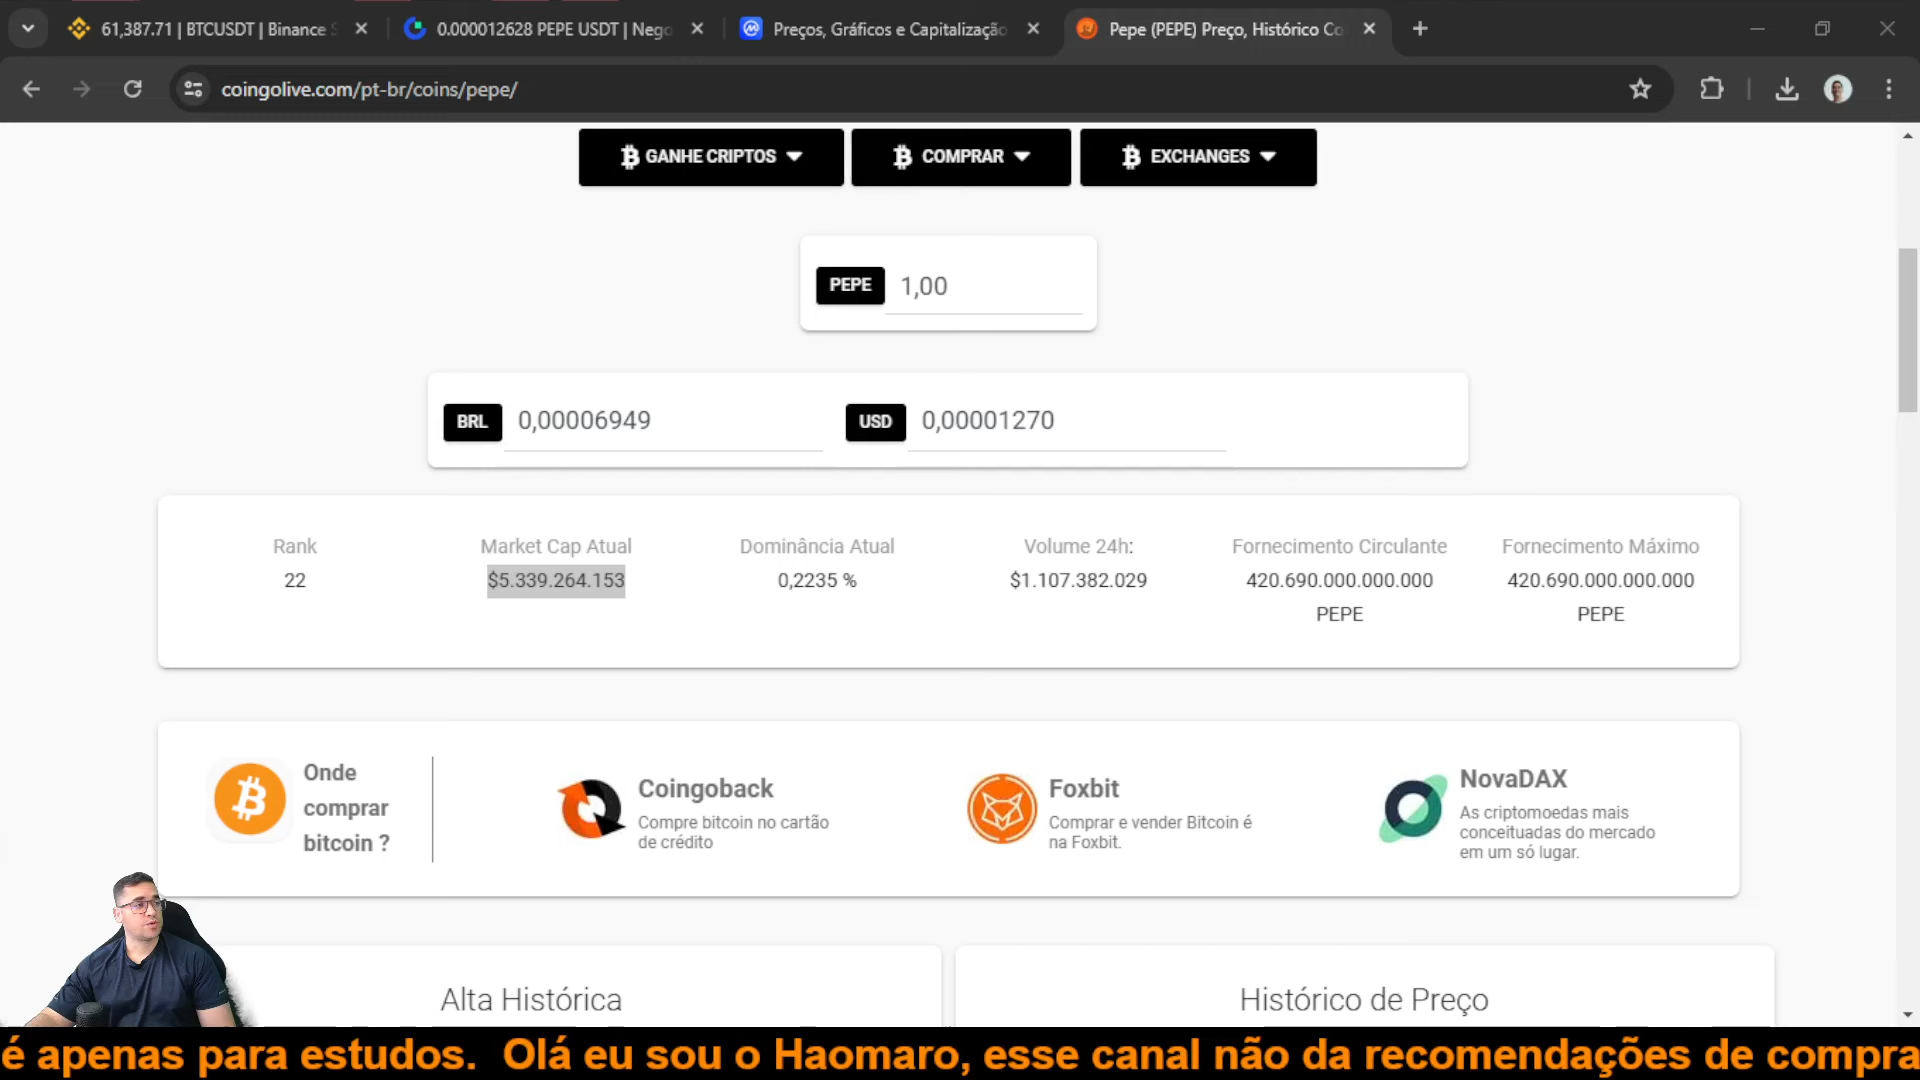 61,387.71 | BTCUSDT | Binance S
0.000012628 PEPE USDT | Nego
Preços, Gráficos e Capitalização
Pepe (PEPE) Preço, Histórico Co
coingolive.com/pt-br/coins/pepe/
GANHE CRIPTOS
COMPRAR
EXCHANGES
PEPE 1,00
BRL 0,00006949 USD 0,00001270
Rank Market Cap Atual Dominância Atual Volume 24h: Fornecimento Circulante Fornecimento Máximo
22 $5.339.264.153 0,2235 % $1.107.382.029 420.690.000.000.000 420.690.000.000.000
PEPE PEPE
Onde
comprar
bitcoin ?
Coingoback
Compre bitcoin no cartão
de crédito
Foxbit
Comprar e vender Bitcoin é
na Foxbit.
NovaDAX
As criptomoedas mais
conceituadas do mercado
em um só lugar.
Alta Histórica Histórico de Preço
é apenas para estudos. Olá eu sou o Haomaro, esse canal não da recomendações de compra